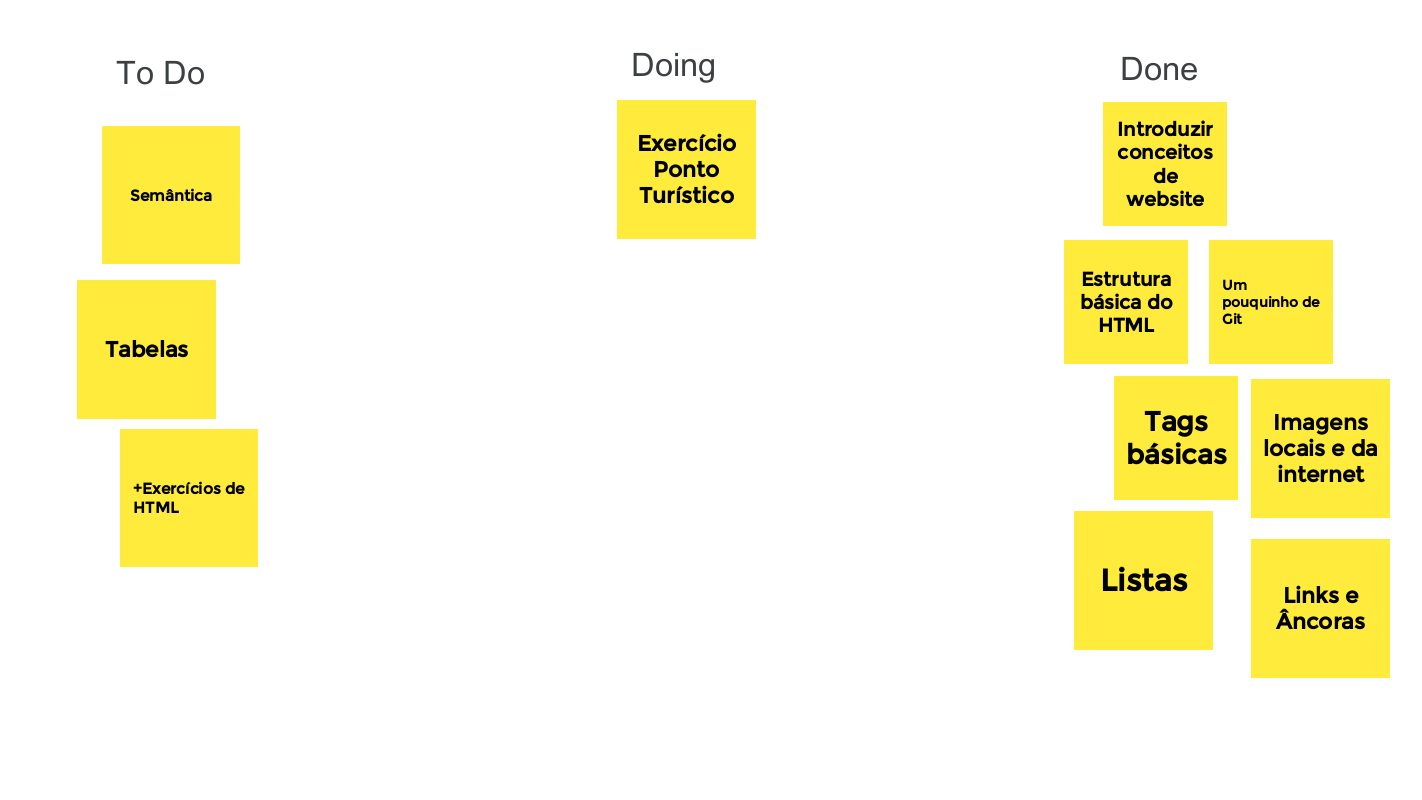 To Do
Semântica
Tabelas
+Exercícios de
HTML
Doing
Exercício
Ponto
Turístico
Done
Introduzir
conceitos
de
website
Estrutura
básica do
HTML
Um
pouquinho de
Git
Tags
básicas
Imagens
locais e da
internet
Listas
Links e
Âncoras